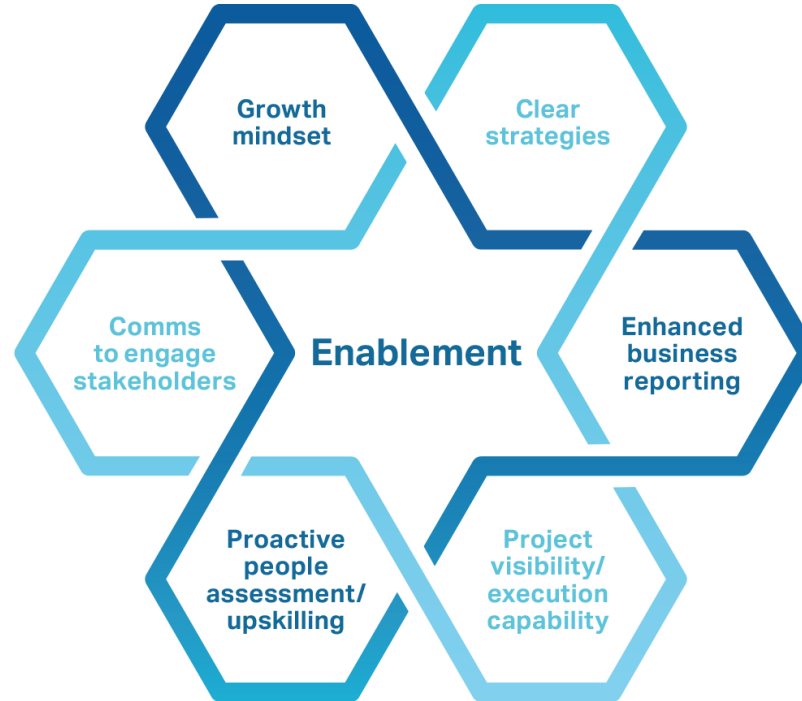 Growth
mindset
Clear
strategies
Comms
to engage
stakeholders
Enablement
Enhanced
business
reporting
Proactive
people
assessment/
upskilling
Project
visibility/
execution
capability